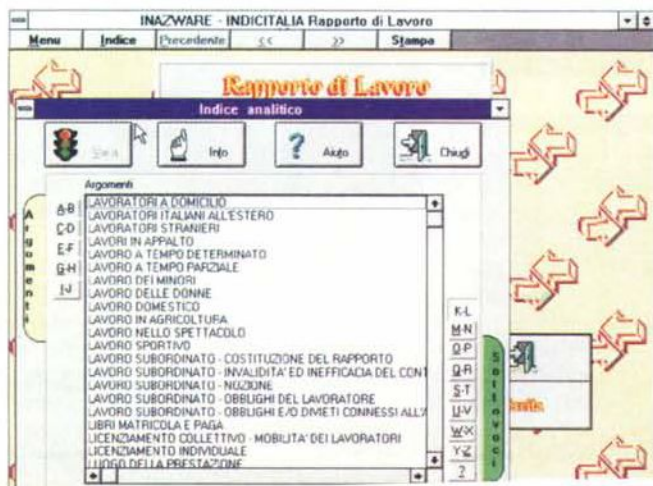 INAZWARE - INDICITALIA Rapporto di Lavoro
Menu Indice Precedente << >> Stampa
Rapporto di Lavoro
Indice analitico
Info Aiuto Chiudi
Argomenti
Argomenti
A-B
C-D
E-F
G-H
I-J
LAVORATORI A DOMICILIO
LAVORATORI ITALIANI ALL'ESTERO
LAVORATORI STRANIERI
LAVORI IN APPALTO
LAVORO A TEMPO DETERMINATO
LAVORO A TEMPO PARZIALE
LAVORO DEI MINORI
LAVORO DELLE DONNE
LAVORO DOMESTICO
LAVORO IN AGRICOLTURA
LAVORO NELLO SPETTACOLO
LAVORO SPORTIVO
LAVORO SUBORDINATO - COSTITUZIONE DEL RAPPORTO
LAVORO SUBORDINATO - INVALIDITA' ED INEFFICACIA DEL CONT
LAVORO SUBORDINATO - NOZIONE
LAVORO SUBORDINATO - OBBLIGHI DEL LAVORATORE
LAVORO SUBORDINATO - OBBLIGHI E/O DIVIETI CONNESSI ALL'A
LIBRI MATRICOLA E PAGA
LICENZIAMENTO COLLETTIVO - MOBILITA' DEI LAVORATORI
LICENZIAMENTO INDIVIDUALE
LUOGO DELLA PRESTAZIONE
K-L
M-N
O-P
Q-R
S-T
U-V
W-X
Y-Z
?
Sottovoci